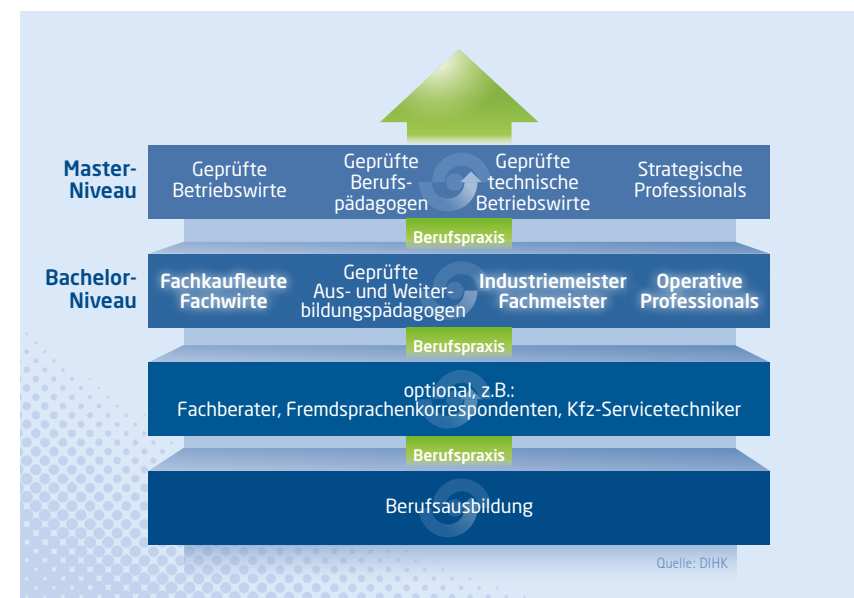 Master-
Niveau
Geprüfte
Betriebswirte
Geprüfte
Berufs-
pädagogen
Geprüfte
technische
Betriebswirte
Strategische
Professionals
Berufspraxis
Bachelor-
Niveau
Fachkaufleute
Fachwirte
Geprüfte
Aus- und Weiter-
bildungspädagogen
Industriemeister
Fachmeister
Operative
Professionals
Berufspraxis
optional, z.B.:
Fachberater, Fremdsprachenkorrespondenten, Kfz-Servicetechniker
Berufspraxis
Berufsausbildung
Quelle: DIHK